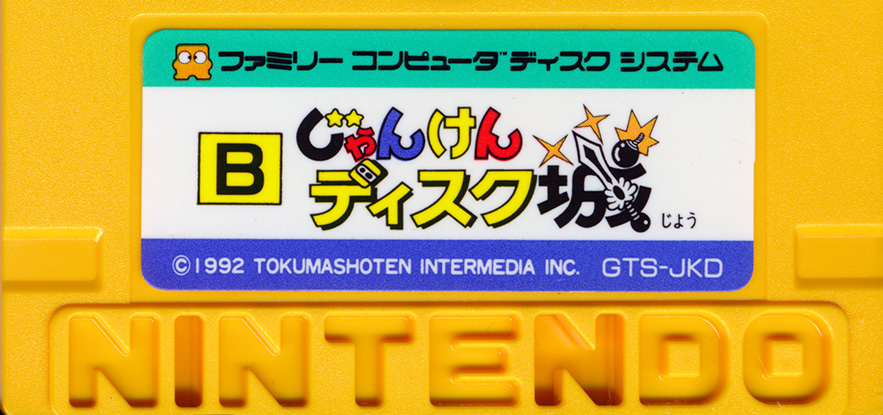 ファミリー コンピュータ ディスク システム
B
じゃんけん
ディスク城
じょう
©1992 TOKUMASHOTEN INTERMEDIA INC. GTS-JKD
NINTENDO